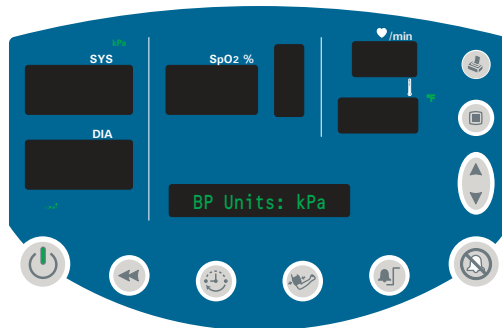 kPa
SYS
SpO2 %
/min
°F
DIA
BP Units: kPa